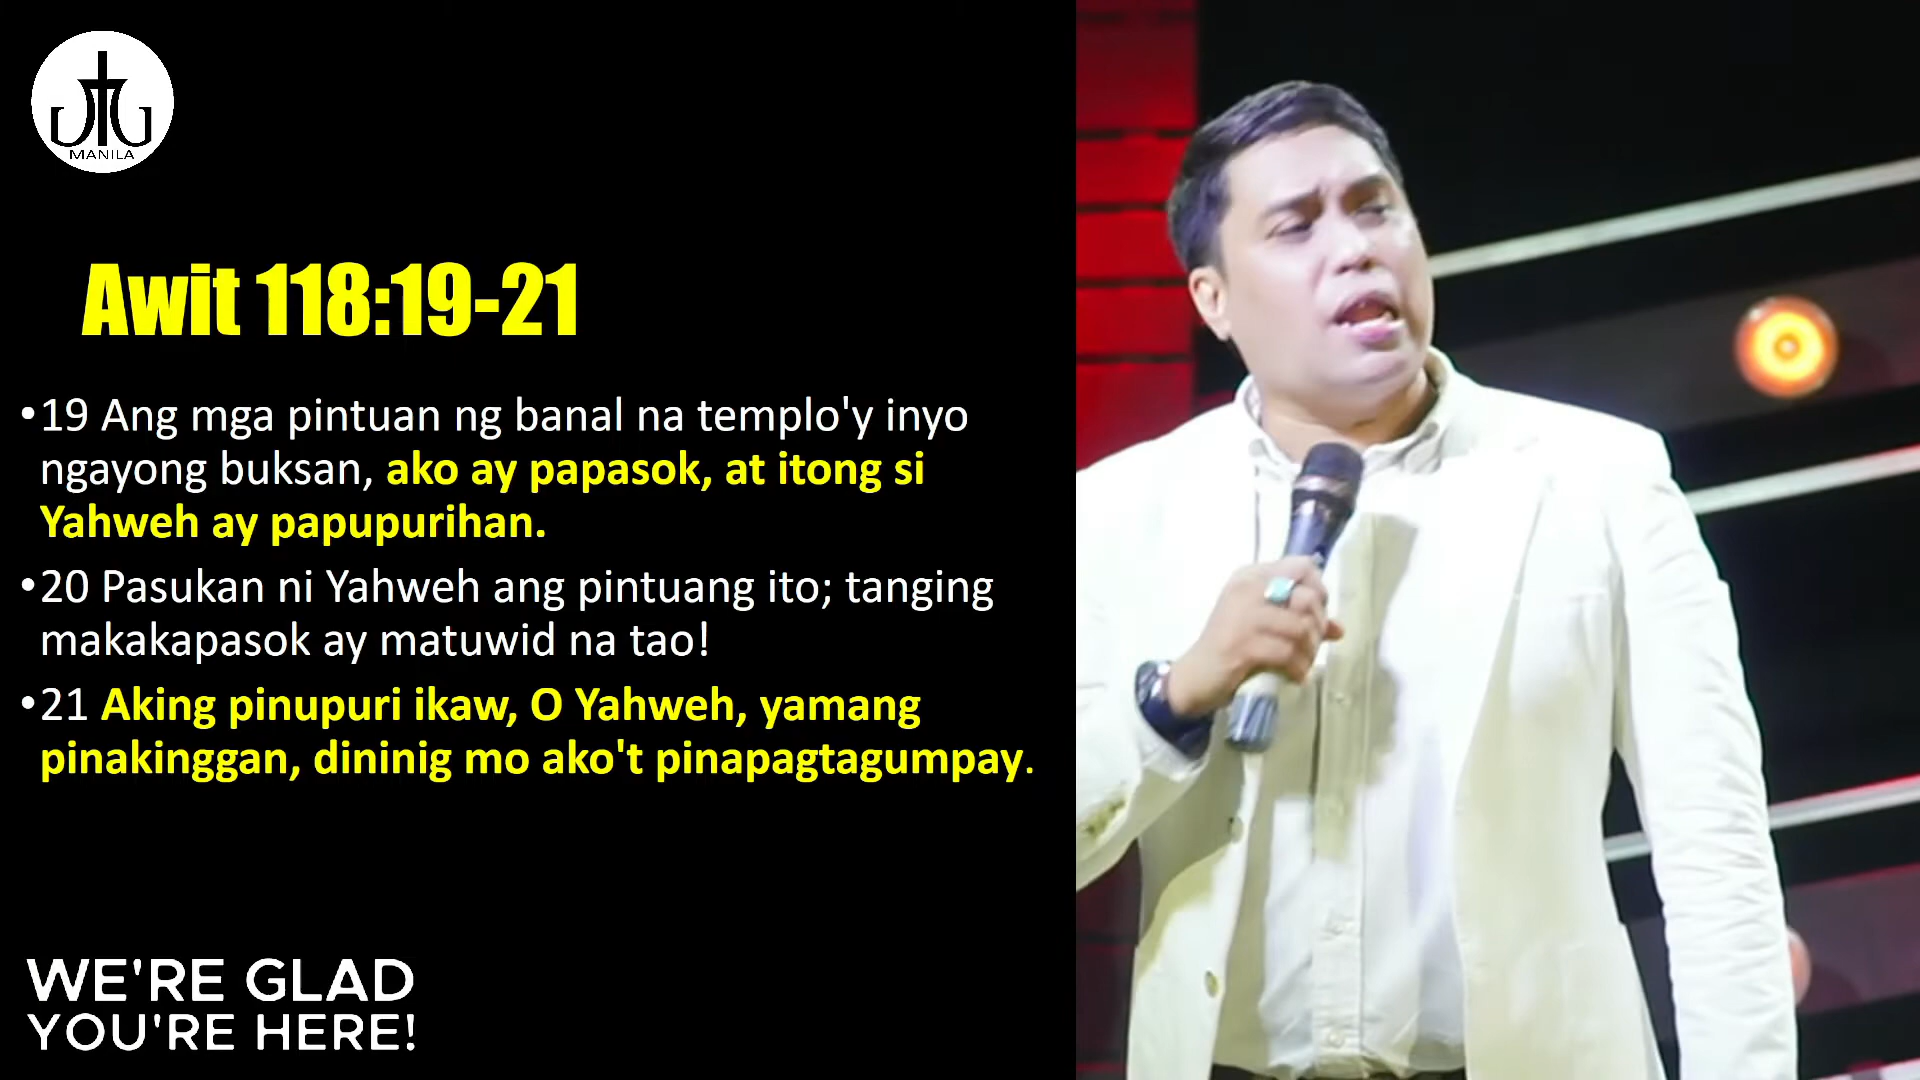 MANILA
Awit 118:19-21
•19 Ang mga pintuan ng banal na templo'y inyo
ngayong buksan, ako ay papasok, at itong si
Yahweh ay papupurihan.
•20 Pasukan ni Yahweh ang pintuang ito; tanging
makakapasok ay matuwid na tao!
•21 Aking pinupuri ikaw, O Yahweh, yamang
pinakinggan, dininig mo ako't pinapagtagumpay.
WE'RE GLAD
YOU'RE HERE!